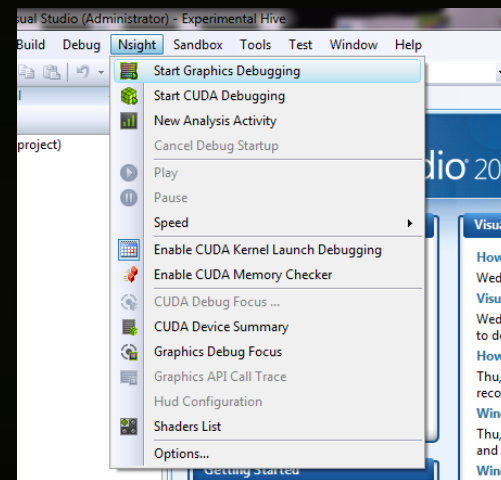 sual Studio (Administrator) - Experimental Hive
Build Debug Nsight Sandbox Tools Test Window Help
Start Graphics Debugging
Start CUDA Debugging
New Analysis Activity
project)
Cancel Debug Startup
dio 20
Play
Pause
Speed
Visua
Enable CUDA Kernel Launch Debugging
How
Wed
Enable CUDA Memory Checker
Visu
CUDA Debug Focus ...
Wed
to de
CUDA Device Summary
How
Graphics Debug Focus
Thu,
Graphics API Call Trace
reco
Hud Configuration
Win
Shaders List
Thu,
and
Options...
Getting Started
Win